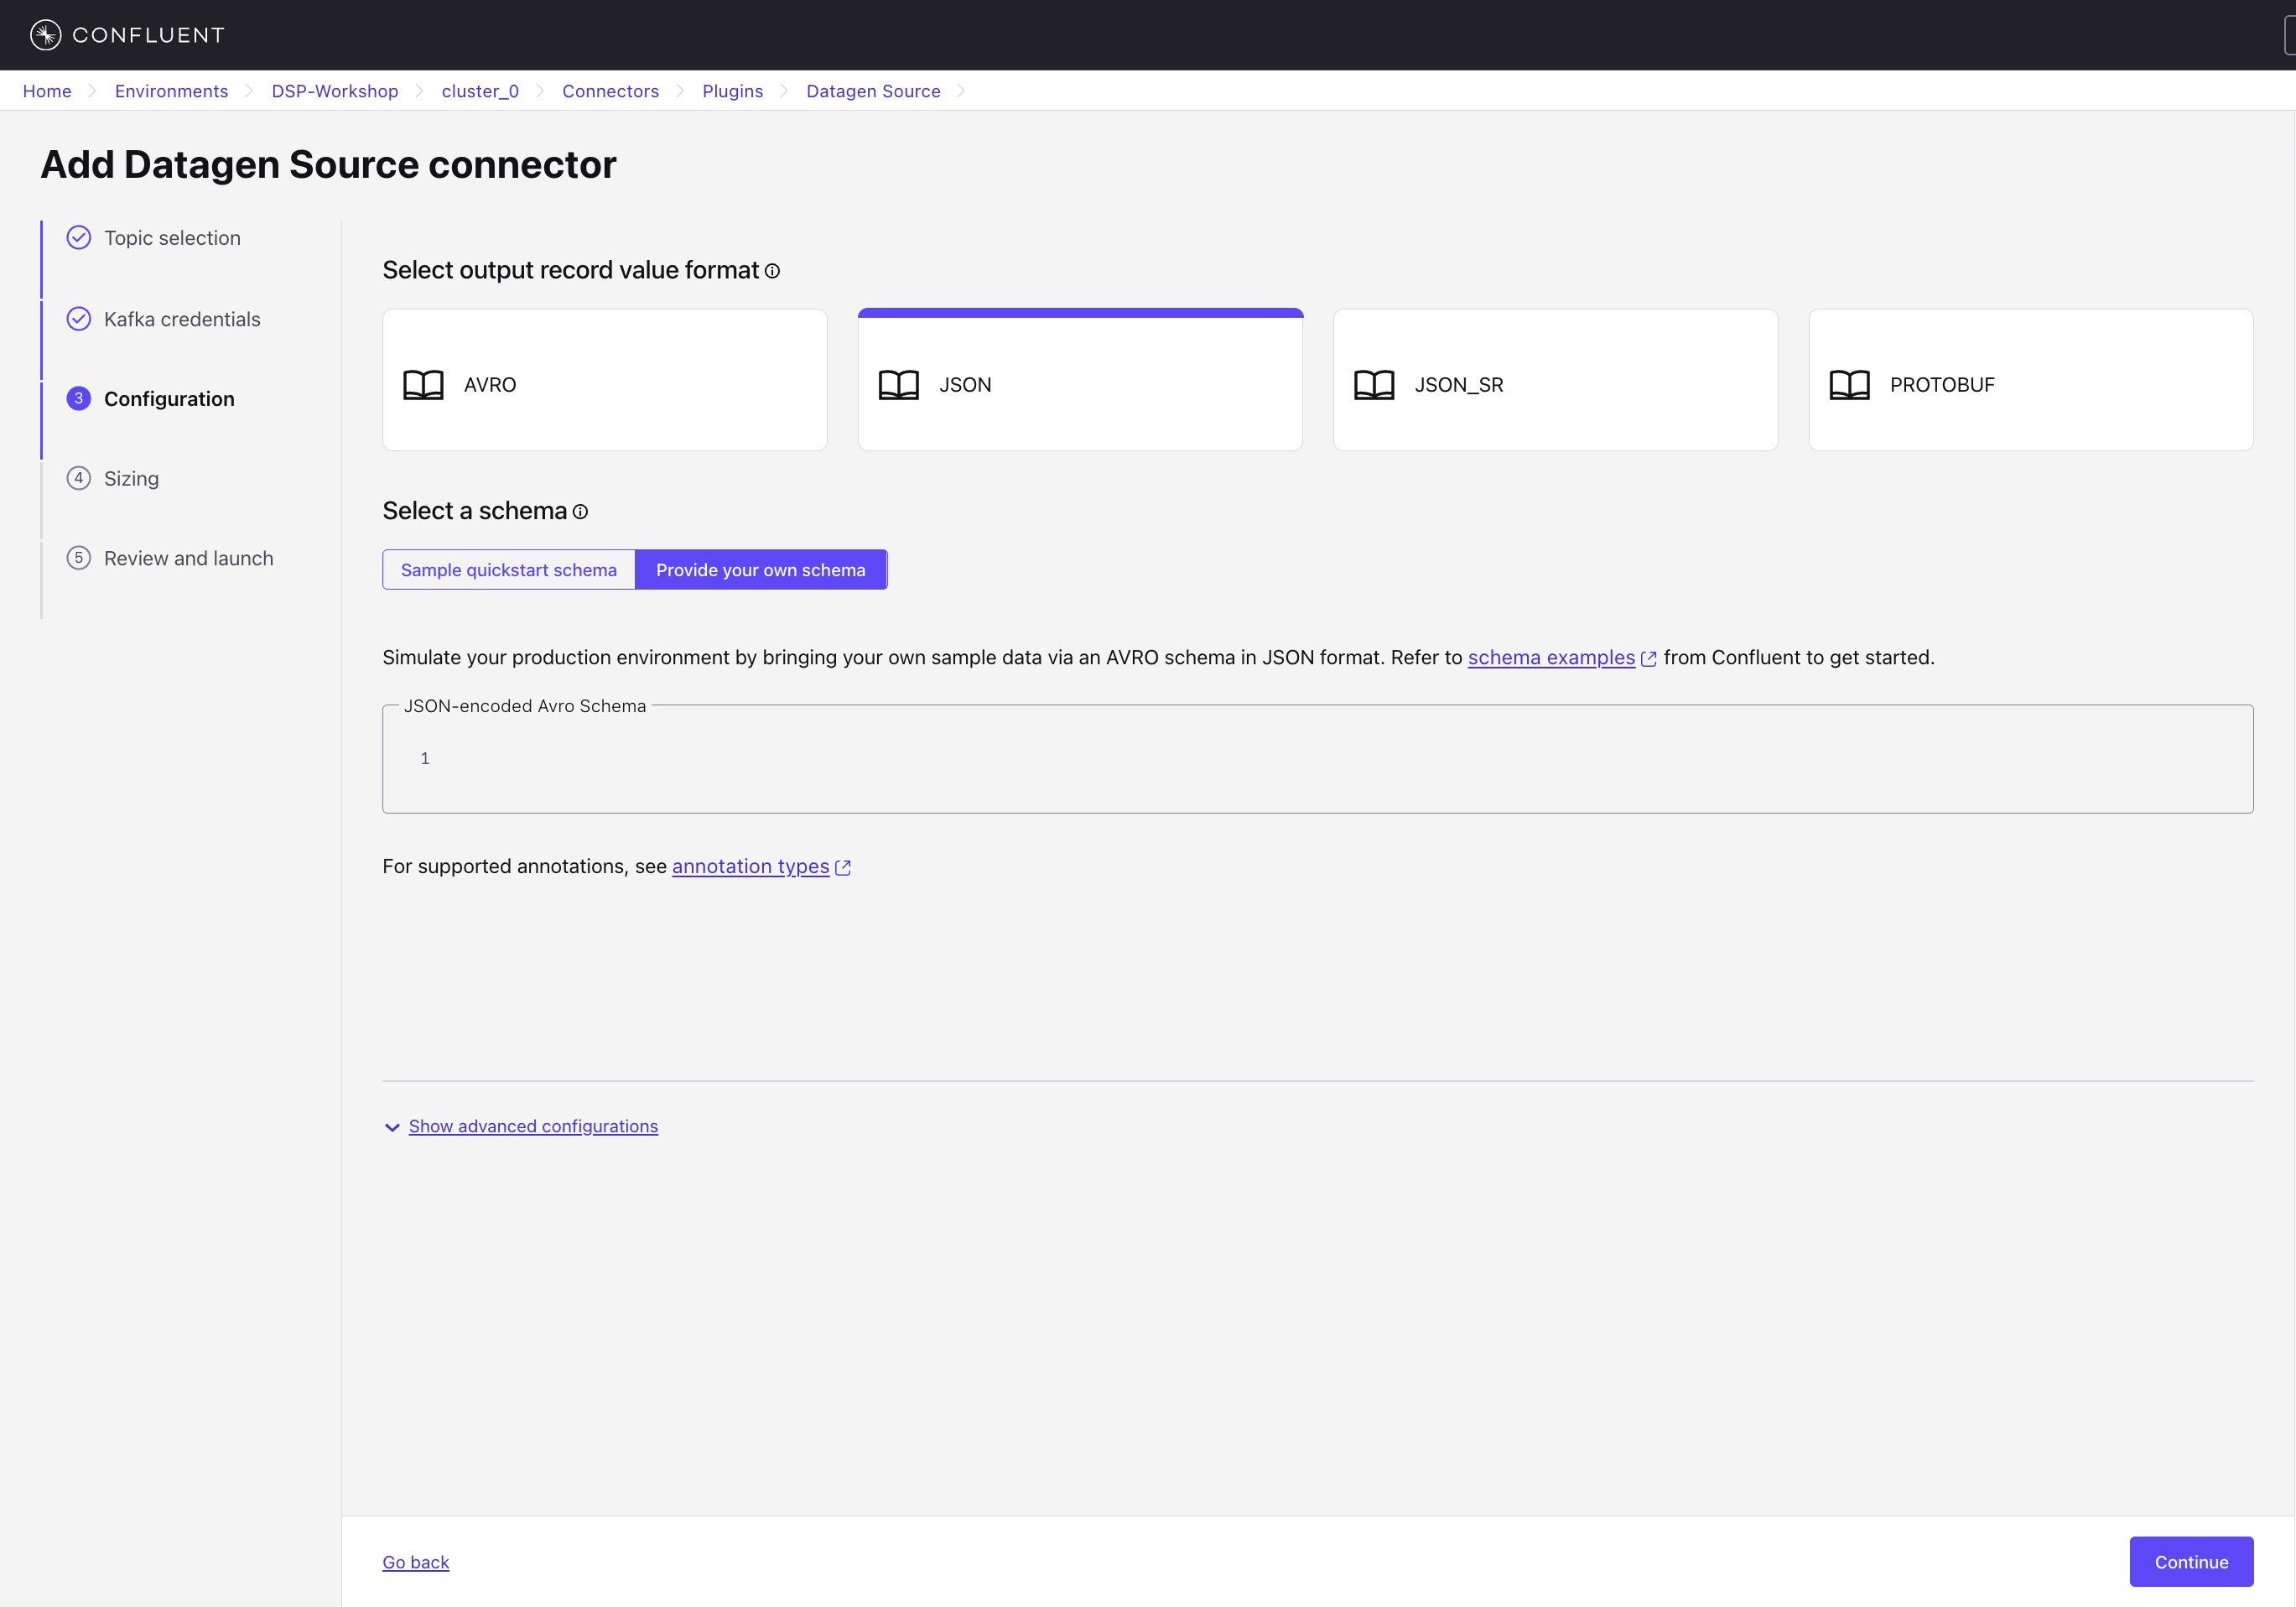 CONFLUENT
Home > Environments > DSP-Workshop > cluster_0 > Connectors > Plugins > Datagen Source >
Add Datagen Source connector
Topic selection
Kafka credentials
3 Configuration
4 Sizing
5 Review and launch
Select output record value format
AVRO
JSON
JSON_SR
PROTOBUF
Select a schema
Sample quickstart schema
Provide your own schema
Simulate your production environment by bringing your own sample data via an AVRO schema in JSON format. Refer to schema examples from Confluent to get started.
JSON-encoded Avro Schema
1
For supported annotations, see annotation types
Show advanced configurations
Go back
Continue